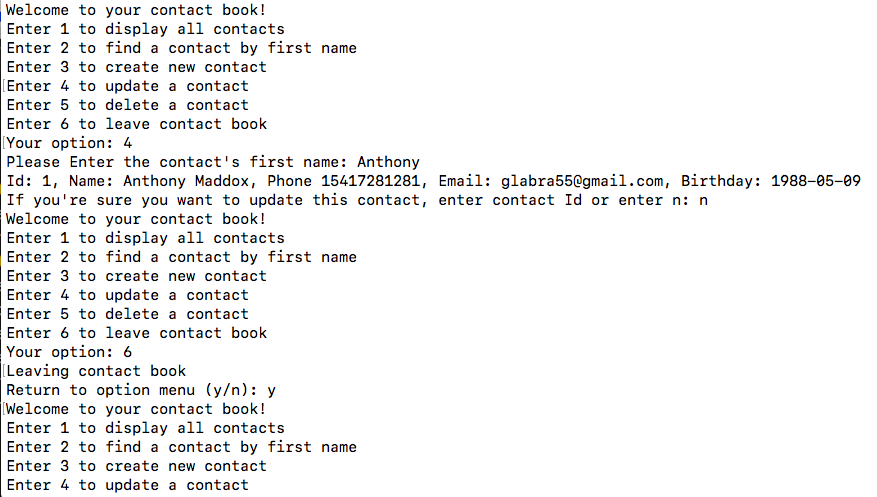 Welcome to your contact book!
Enter 1 to display all contacts
Enter 2 to find a contact by first name
Enter 3 to create new contact
Enter 4 to update a contact
Enter 5 to delete a contact
Enter 6 to leave contact book
Your option: 4
Please Enter the contact's first name: Anthony
Id: 1, Name: Anthony Maddox, Phone 15417281281, Email: glabra55@gmail.com, Birthday: 1988-05-09
If you're sure you want to update this contact, enter contact Id or enter n: n
Welcome to your contact book!
Enter 1 to display all contacts
Enter 2 to find a contact by first name
Enter 3 to create new contact
Enter 4 to update a contact
Enter 5 to delete a contact
Enter 6 to leave contact book
Your option: 6
Leaving contact book
Return to option menu (y/n): y
Welcome to your contact book!
Enter 1 to display all contacts
Enter 2 to find a contact by first name
Enter 3 to create new contact
Enter 4 to update a contact